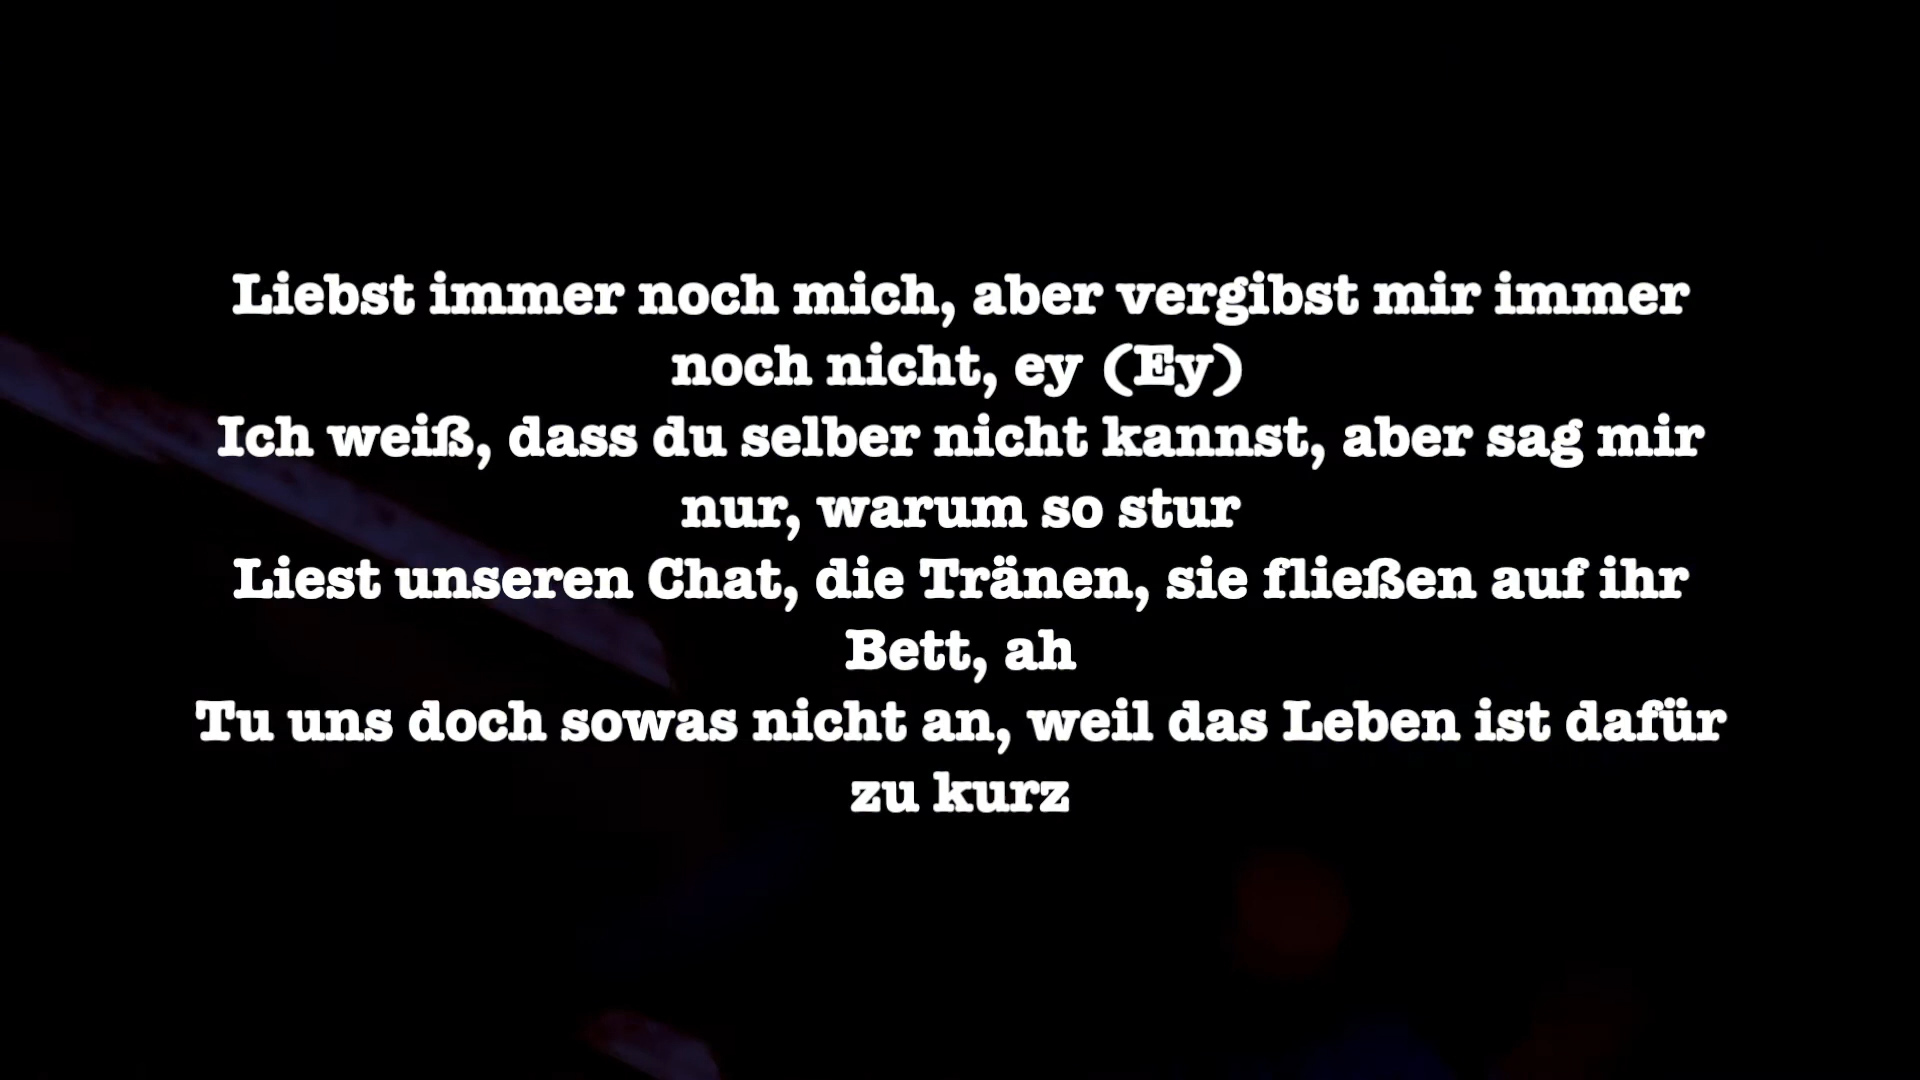 Liebst immer noch mich, aber vergibst mir immer
noch nicht, ey (Ey)
Ich weiß, dass du selber nicht kannst, aber sag mir
nur, warum so stur
Liest unseren Chat, die Tränen, sie fließen auf ihr
Bett, ah
Tu uns doch sowas nicht an, weil das Leben ist dafür
zu kurz